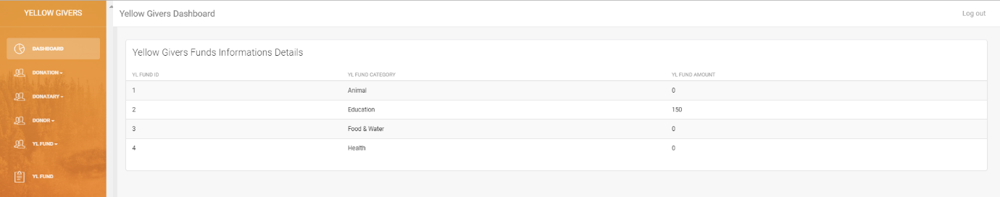 YELLOW GIVERS
Yellow Givers Dashboard
Log out
DASHBOARD
DONATION
DONATARY
DONOR
YL FUND
YL FUND
Yellow Givers Funds Informations Details
YL FUND ID YL FUND CATEGORY YL FUND AMOUNT
1 Animal 0
2 Education 150
3 Food & Water 0
4 Health 0